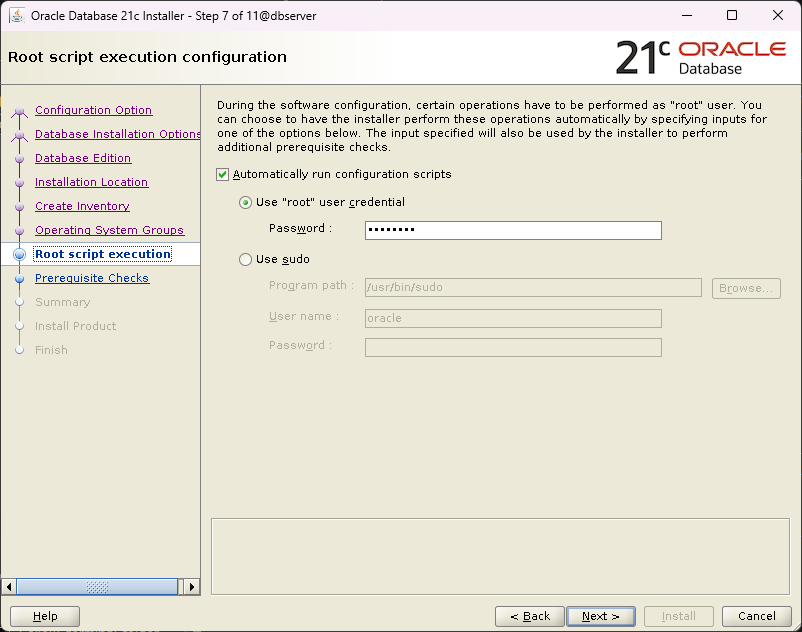 Oracle Database 21c Installer - Step 7 of 11@dbserver
Root script execution configuration
21c ORACLE
Database
Configuration Option
Database Installation Options
Database Edition
Installation Location
Create Inventory
Operating System Groups
Root script execution
Prerequisite Checks
Summary
Install Product
Finish
During the software configuration, certain operations have to be performed as "root" user. You
can choose to have the installer perform these operations automatically by specifying inputs for
one of the options below. The input specified will also be used by the installer to perform
additional prerequisite checks.
Automatically run configuration scripts
Use "root" user credential
Password :
••••••••
Use sudo
Program path :
/usr/bin/sudo
Browse...
User name :
oracle
Password :
Help
< Back
Next >
Install
Cancel